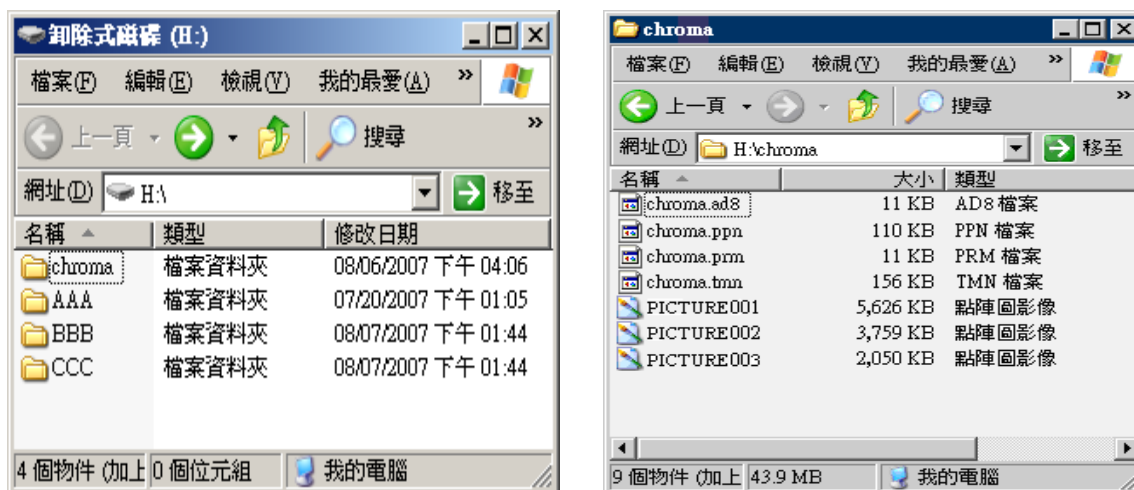 卸除式磁碟 (H:)
檔案(F) 編輯(E) 檢視(V) 我的最愛(A) »
上一頁 搜尋 »
網址(D) H:\ 移至
名稱 類型 修改日期
chroma 檔案資料夾 08/06/2007 下午 04:06
AAA 檔案資料夾 07/20/2007 下午 01:05
BBB 檔案資料夾 08/07/2007 下午 01:44
CCC 檔案資料夾 08/07/2007 下午 01:44
4 個物件 (加上 0 個位元組 我的電腦
chroma
檔案(F) 編輯(E) 檢視(V) 我的最愛(A) »
上一頁 搜尋 »
網址(D) H:\chroma 移至
名稱 大小 類型
chroma.ad8 11 KB AD8 檔案
chroma.ppn 110 KB PPN 檔案
chroma.prm 11 KB PRM 檔案
chroma.tmn 156 KB TMN 檔案
PICTURE001 5,626 KB 點陣圖影像
PICTURE002 3,759 KB 點陣圖影像
PICTURE003 2,050 KB 點陣圖影像
9 個物件 (加上 43.9 MB 我的電腦